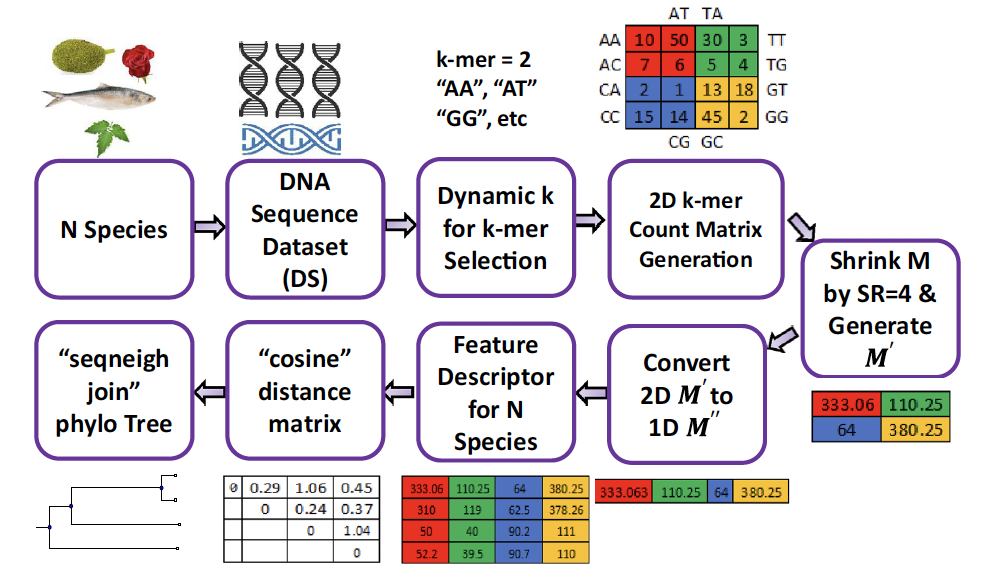 AT TA
k-mer = 2
“AA”, “AT”
“GG”, etc
AA 10 50 30 3 TT
AC 7 6 5 4 TG
CA 2 1 13 18 GT
CC 15 14 45 2 GG
CG GC
N Species
DNA
Sequence
Dataset
(DS)
Dynamic k
for k-mer
Selection
2D k-mer
Count Matrix
Generation
Shrink M
by SR=4 &
Generate
M′
333.06 110.25
64 380.25
Convert
2D M′ to
1D M′′
333.063 110.25 64 380.25
Feature
Descriptor
for N
Species
333.06 110.25 64 380.25
310 119 62.5 378.26
50 40 90.2 111
52.2 39.5 90.7 110
“cosine”
distance
matrix
0 0.29 1.06 0.45
0 0.24 0.37
0 1.04
0
“seqneigh
join”
phylo Tree